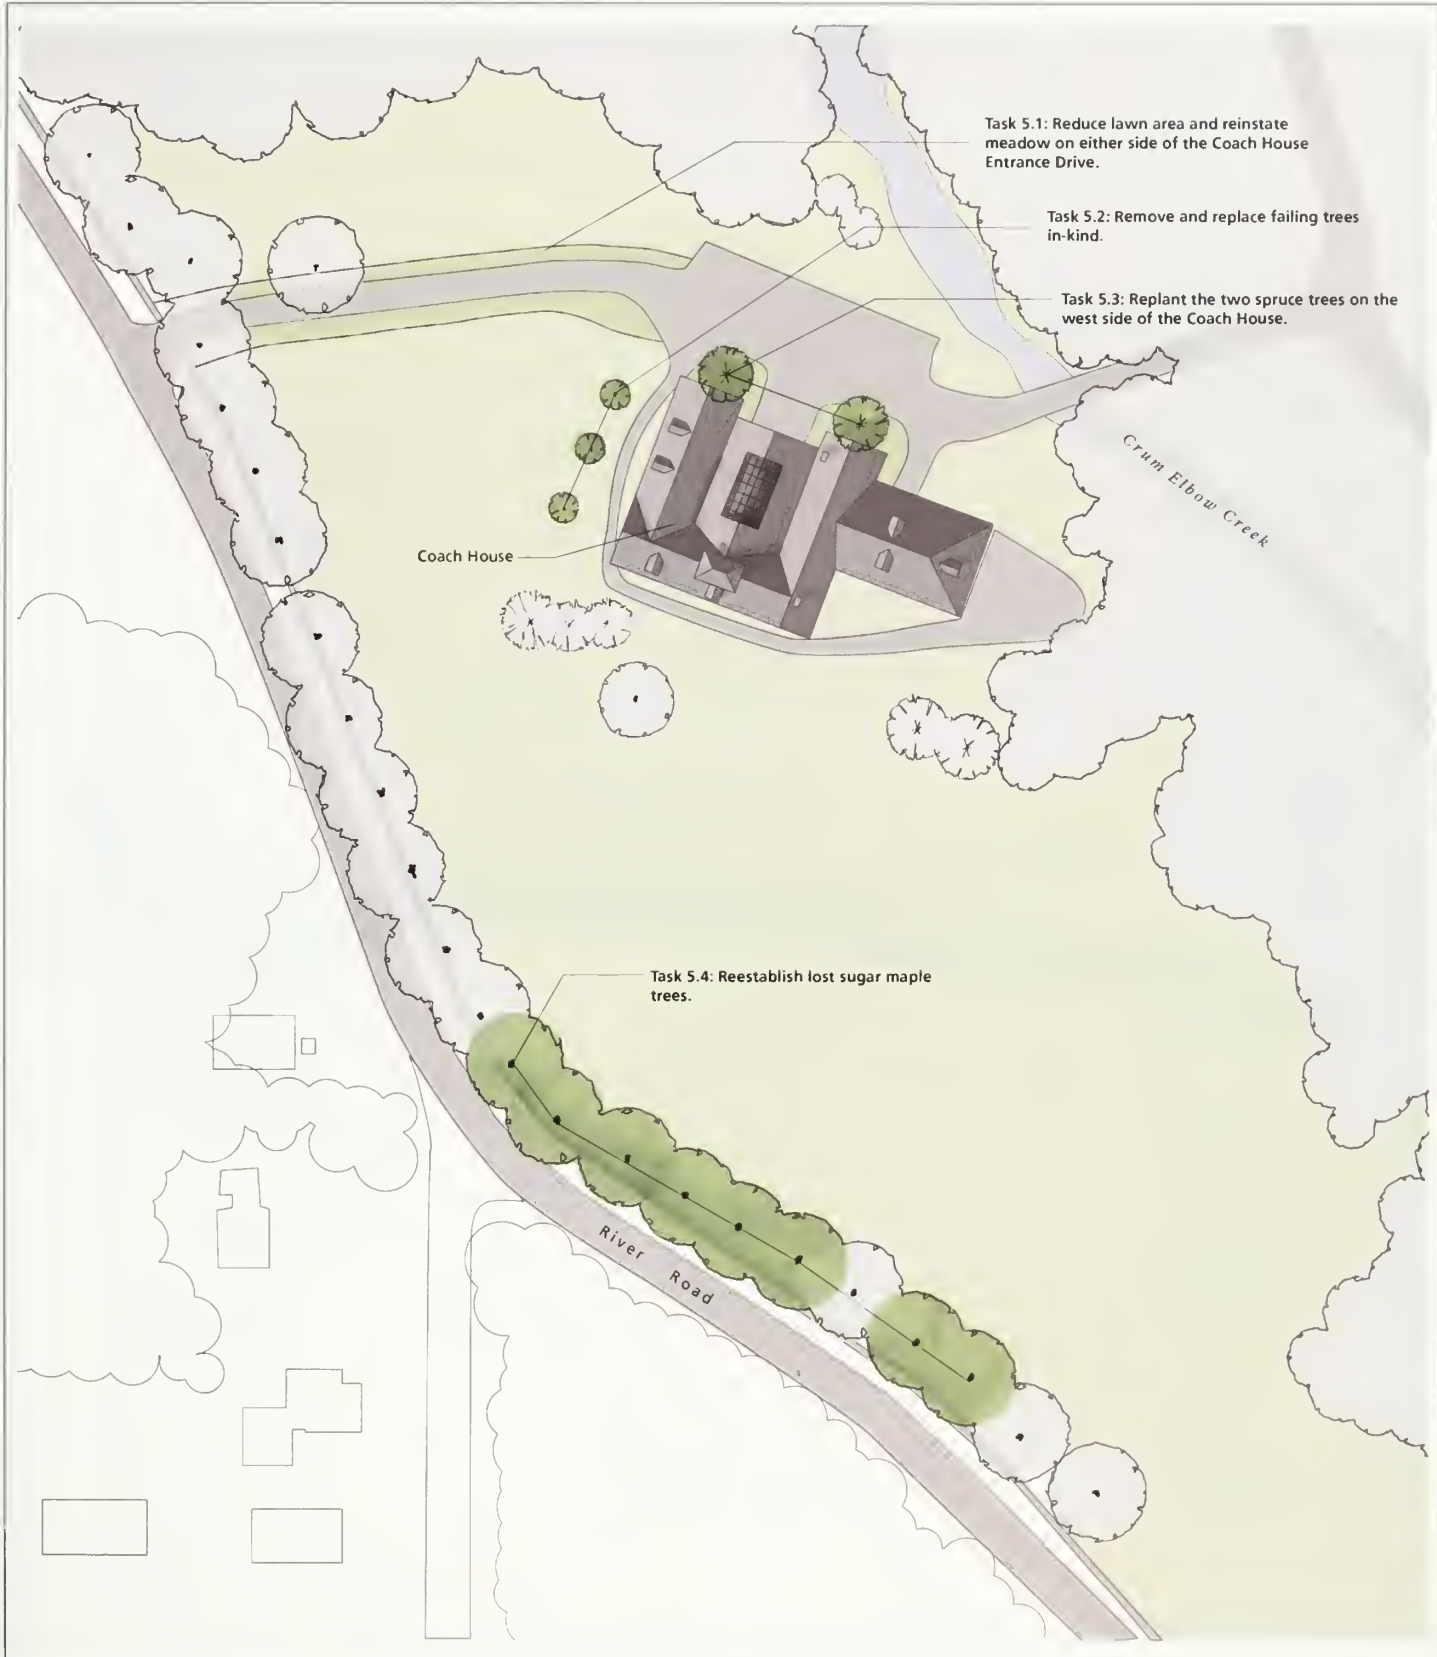 Task 5.1: Reduce lawn area and reinstate
meadow on either side of the Coach House
Entrance Drive.
Task 5.2: Remove and replace failing trees
in-kind.
Task 5.3: Replant the two spruce trees on the
west side of the Coach House.
Crum Elbow Creek
Coach House
Task 5.4: Reestablish lost sugar maple
trees.
River Road